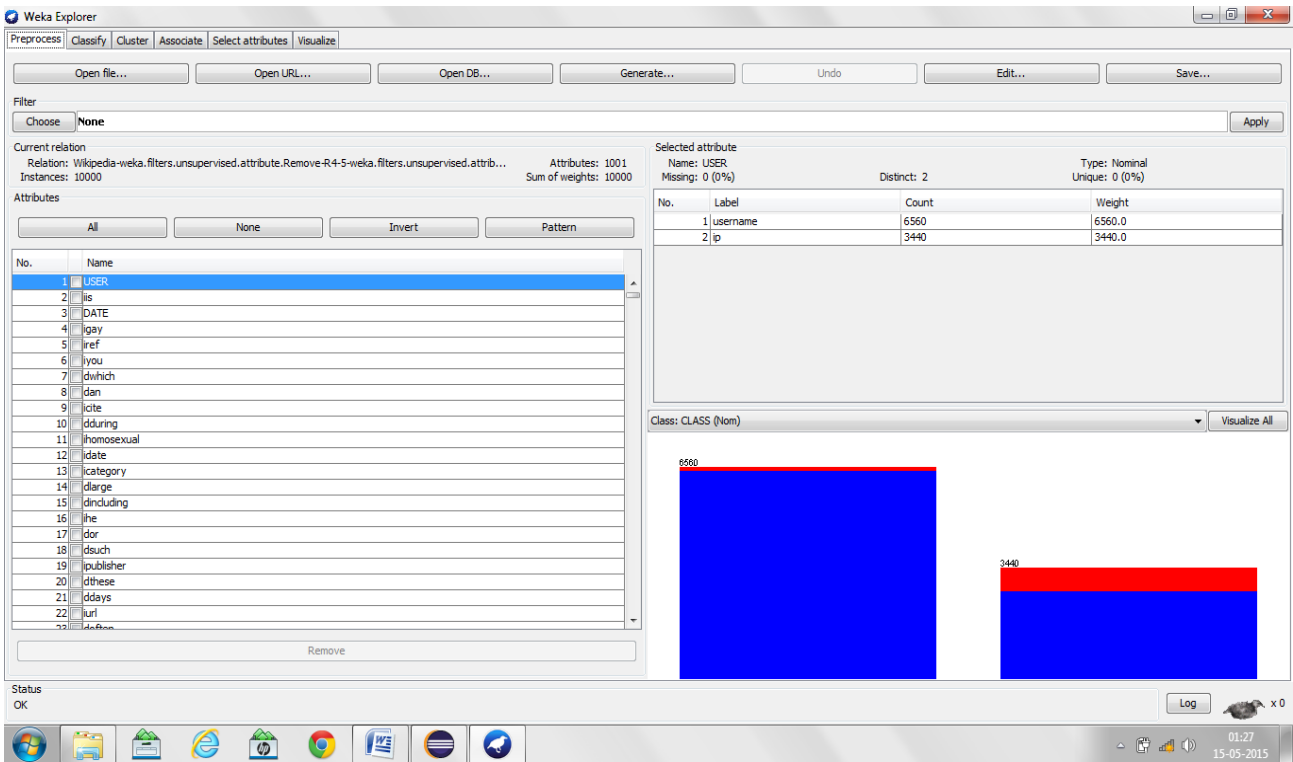 Weka Explorer
Preprocess Classify Cluster Associate Select attributes Visualize
Open file... Open URL... Open DB... Generate... Undo Edit... Save...
Filter
Choose None Apply
Current relation
Relation: Wikipedia-weka.filters.unsupervised.attribute.Remove-R4-5-weka.filters.unsupervised.attrib... Attributes: 1001
Instances: 10000 Sum of weights: 10000
Attributes
All None Invert Pattern
No. Name
1 USER
2 iis
3 DATE
4 igay
5 iref
6 iyou
7 dwhich
8 dan
9 icite
10 dduring
11 ihomosexual
12 idate
13 icategory
14 dlarge
15 dincluding
16 ihe
17 dor
18 dsuch
19 ipublisher
20 dthese
21 ddays
22 iurl
23 doften
Remove
Selected attribute
Name: USER Type: Nominal
Missing: 0 (0%) Distinct: 2 Unique: 0 (0%)
No. Label Count Weight
1 username 6560 6560.0
2 ip 3440 3440.0
Class: CLASS (Nom) Visualize All
6560
3440
Status
OK
Log x 0
hp
W
01:27
15-05-2015